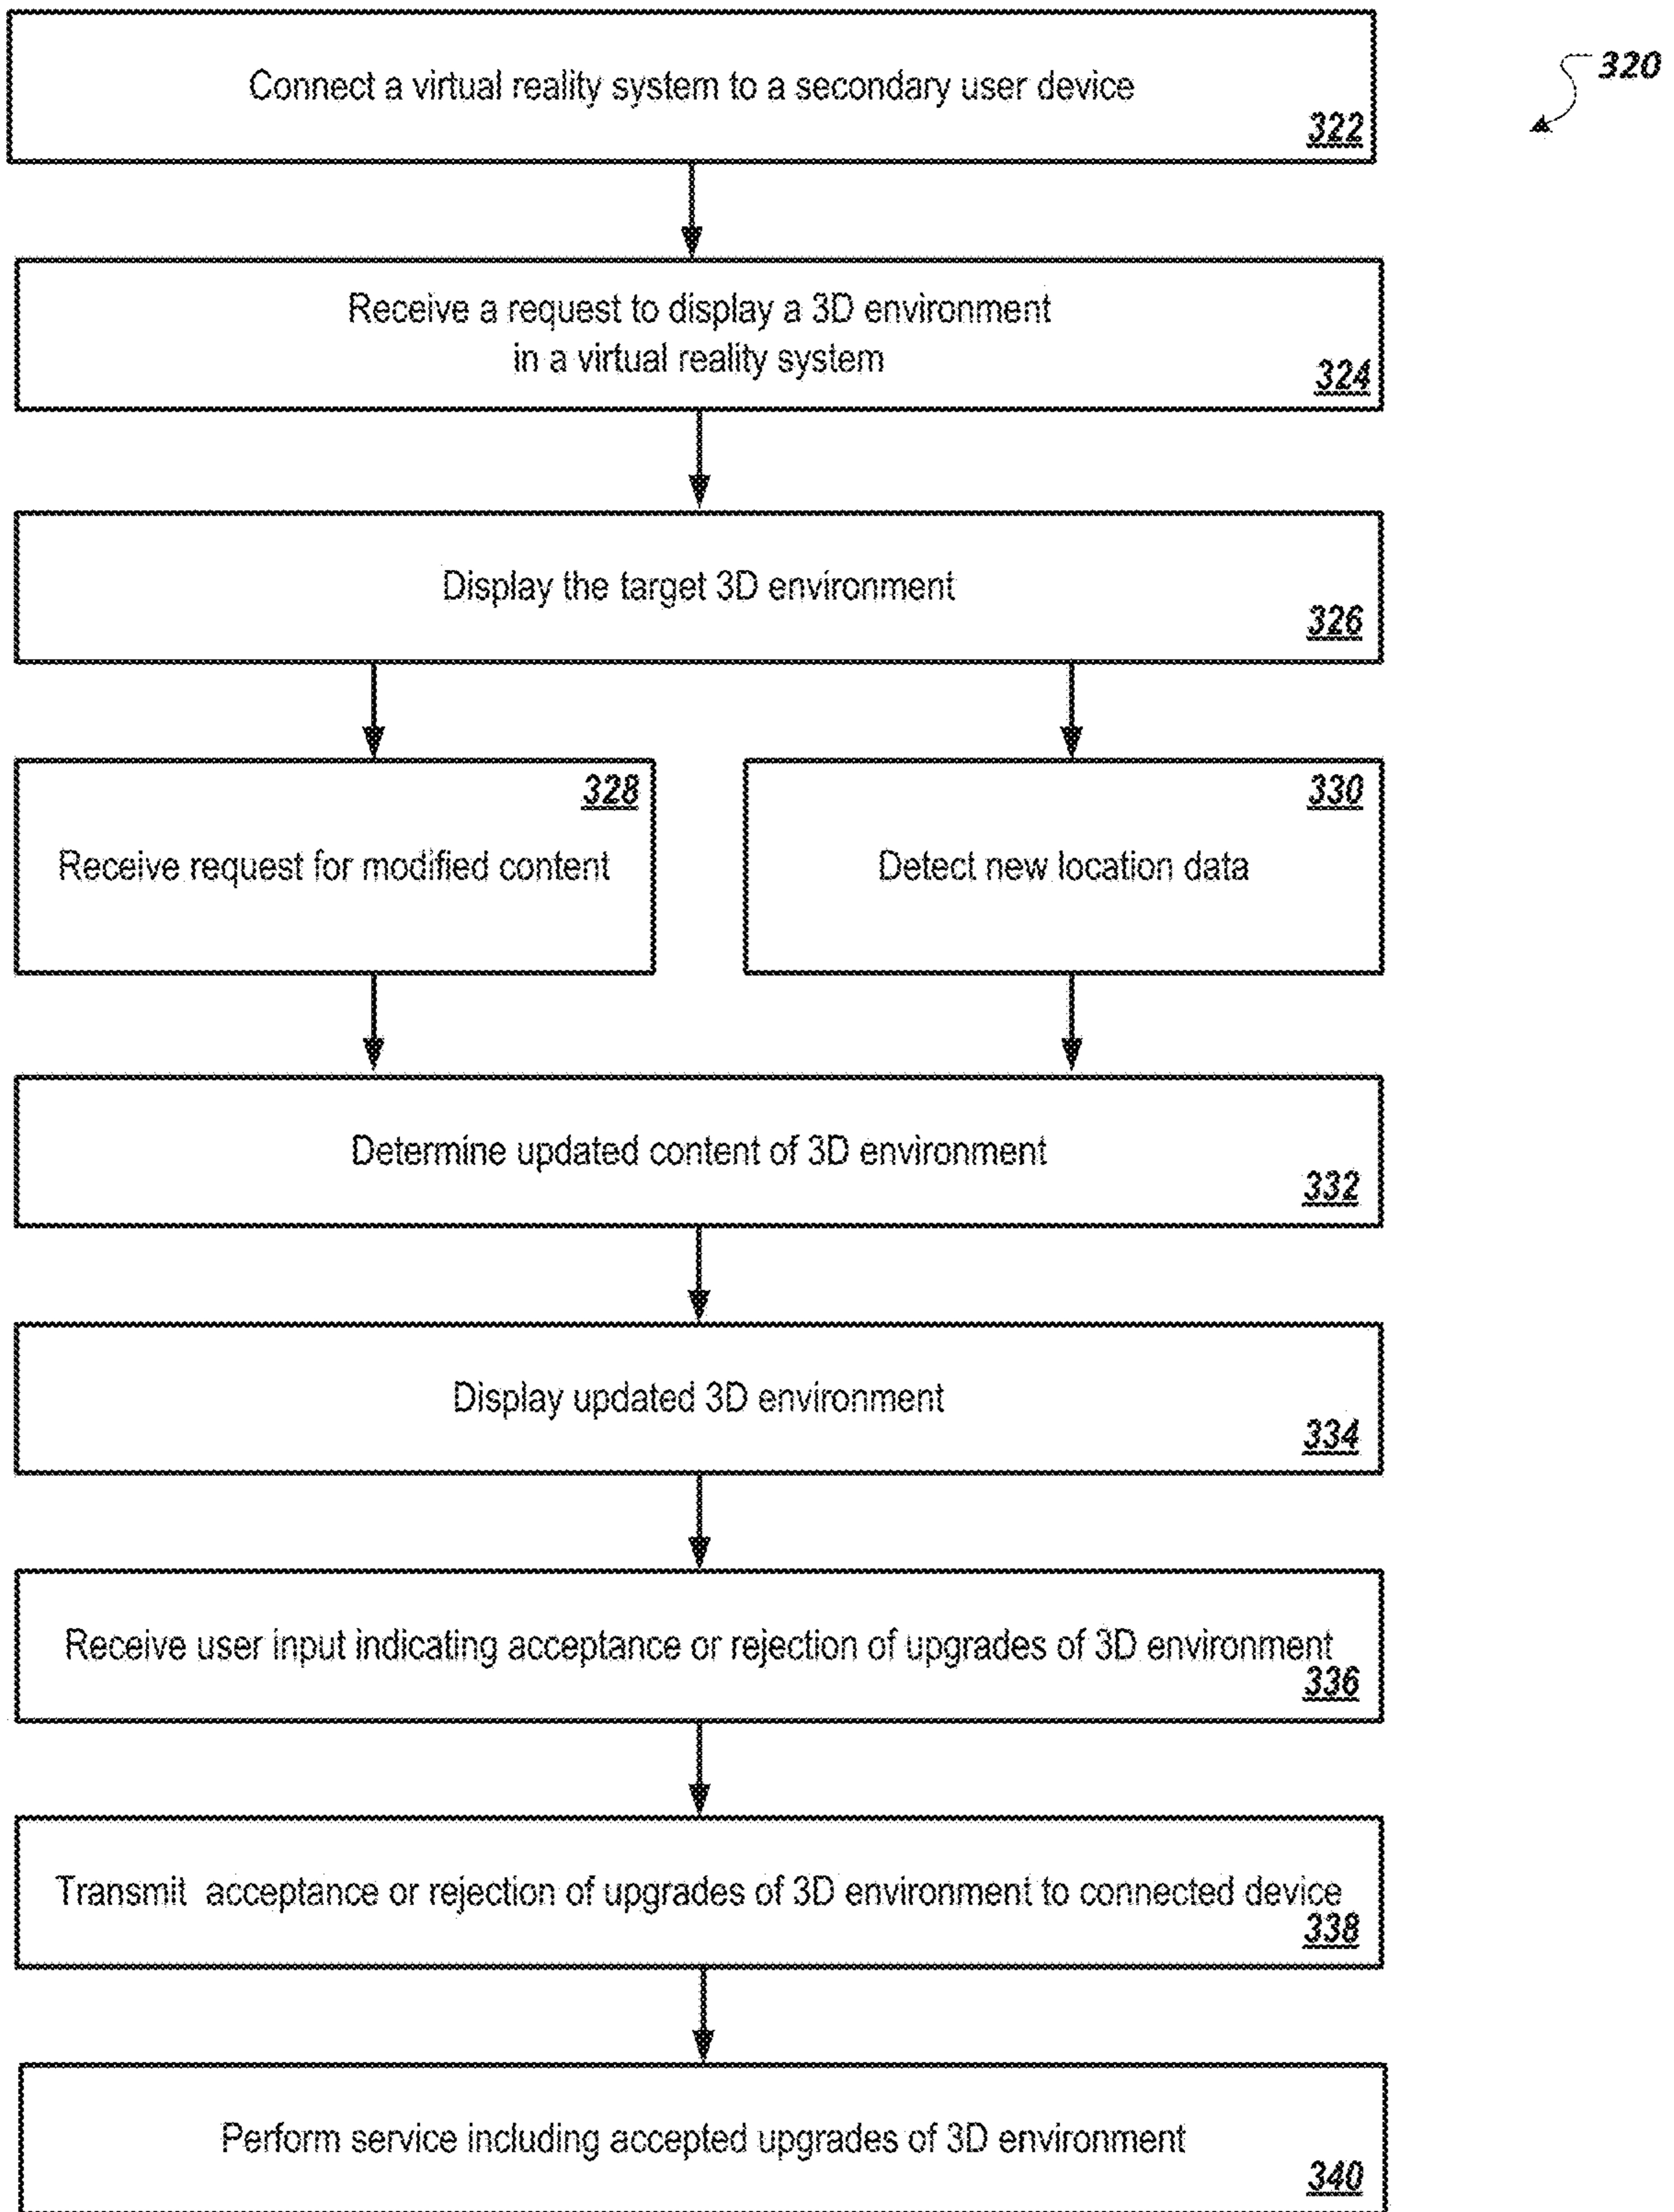 320
Connect a virtual reality system to a secondary user device
322
Receive a request to display a 3D environment
in a virtual reality system
324
Display the target 3D environment
326
328
Receive request for modified content
330
Detect new location data
Determine updated content of 3D environment
332
Display updated 3D environment
334
Receive user input indicating acceptance or rejection of upgrades of 3D environment
336
Transmit acceptance or rejection of upgrades of 3D environment to connected device
338
Perform service including accepted upgrades of 3D environment
340